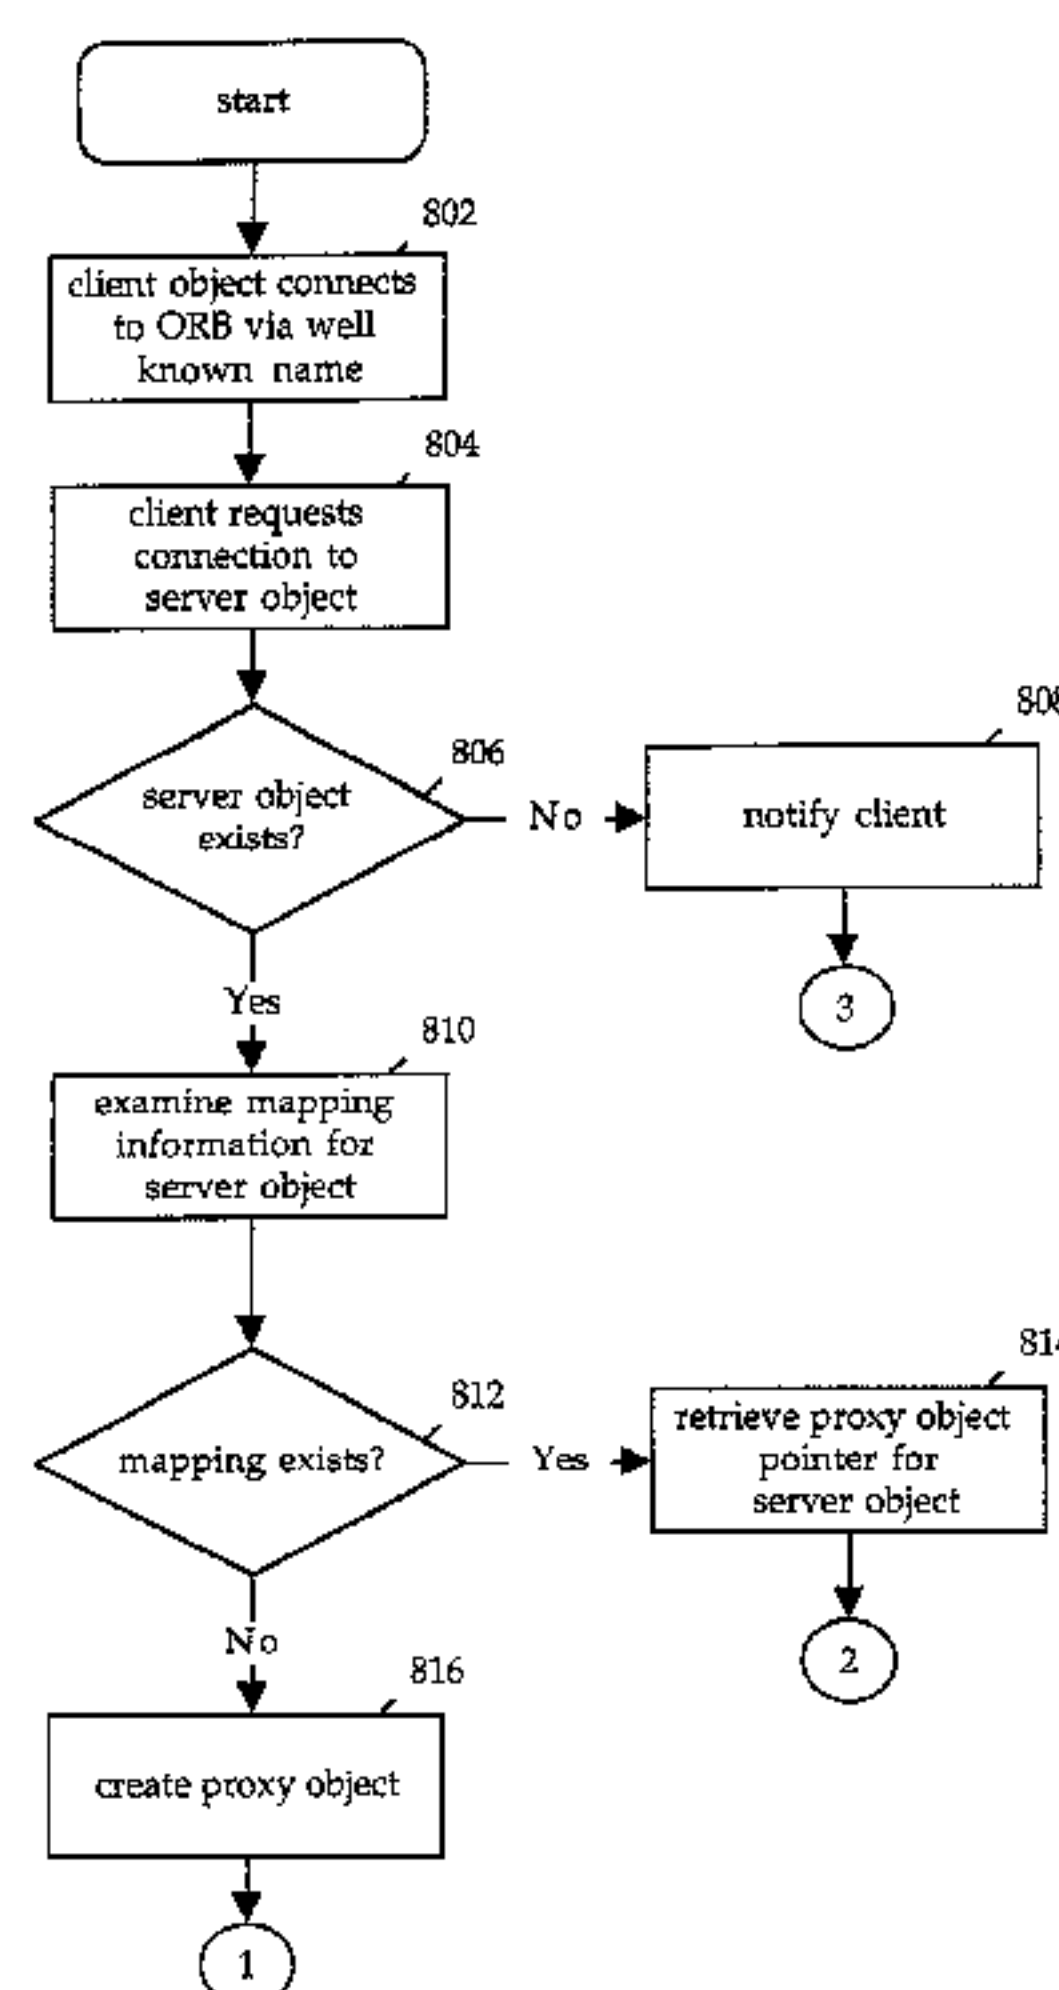 start
802
client object connects
to ORB via well
known name
804
client requests
connection to
server object
806
server object
exists?
No
808
notify client
3
Yes
810
examine mapping
information for
server object
812
mapping exists?
Yes
814
retrieve proxy object
pointer for
server object
2
No
816
create proxy object
1